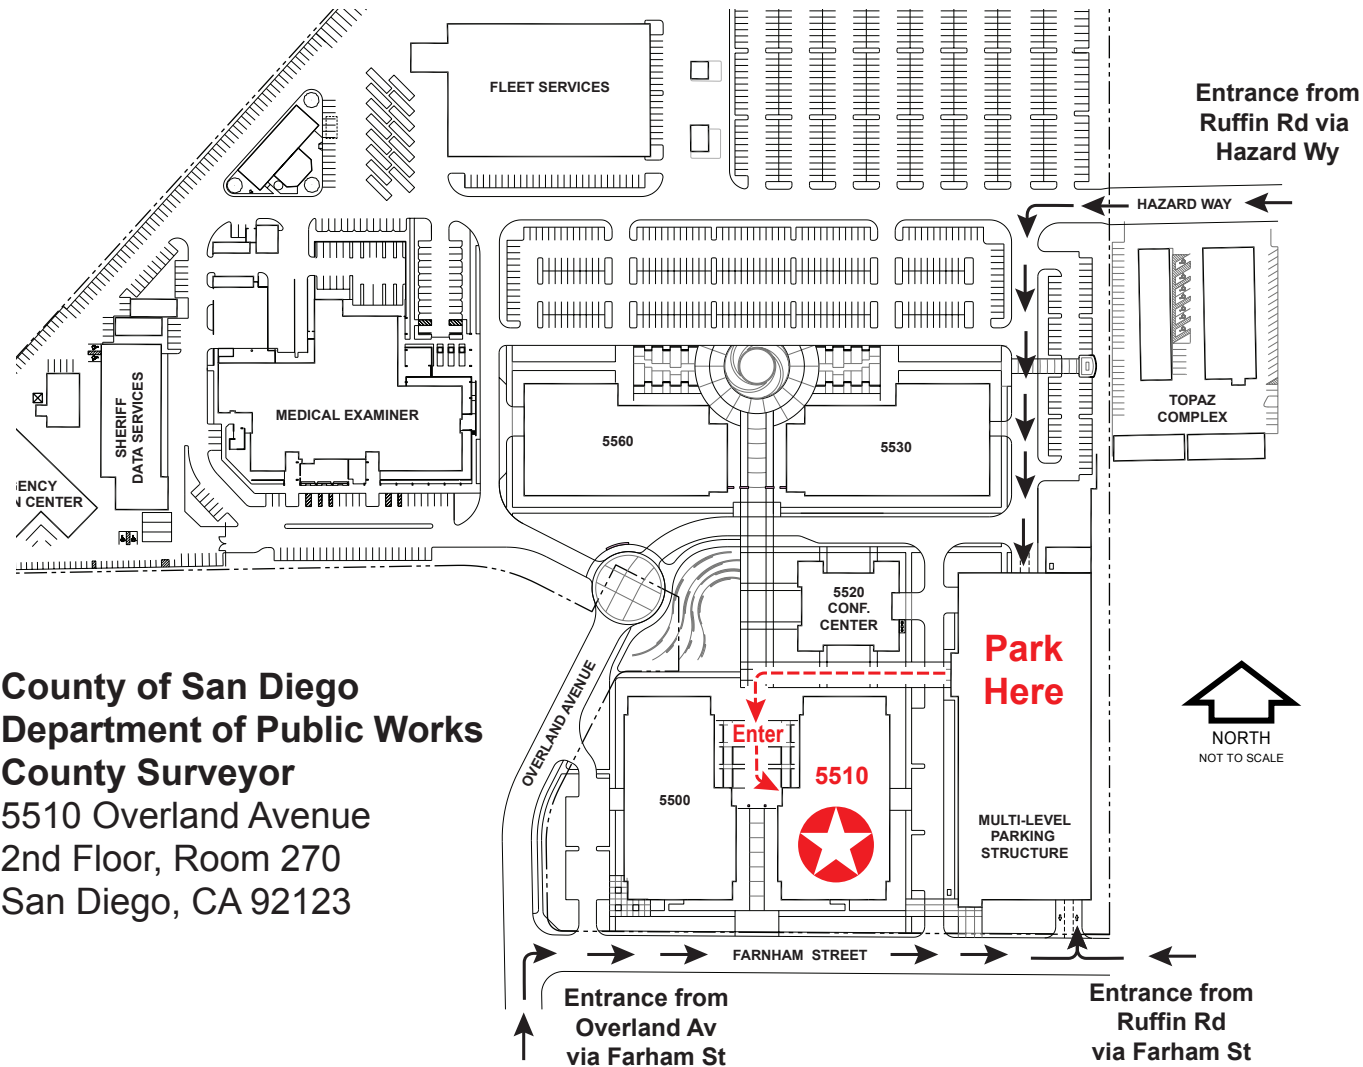 FLEET SERVICES
Entrance from
Ruffin Rd via
Hazard Wy
HAZARD WAY
TOPAZ
COMPLEX
SHERIFF
DATA SERVICES
MEDICAL EXAMINER
5560
5530
ENCY
N CENTER
5520
CONF.
CENTER
Park
Here
OVERLAND AVENUE
County of San Diego
Department of Public Works
County Surveyor
5510 Overland Avenue
2nd Floor, Room 270
San Diego, CA 92123
Enter
5500
5510
MULTI-LEVEL
PARKING
STRUCTURE
NORTH
NOT TO SCALE
FARNHAM STREET
Entrance from
Overland Av
via Farham St
Entrance from
Ruffin Rd
via Farham St